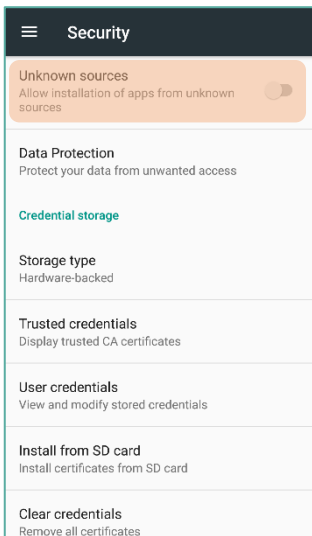 Security
Unknown sources
Allow installation of apps from unknown
sources
Data Protection
Protect your data from unwanted access
Credential storage
Storage type
Hardware-backed
Trusted credentials
Display trusted CA certificates
User credentials
View and modify stored credentials
Install from SD card
Install certificates from SD card
Clear credentials
Remove all certificates